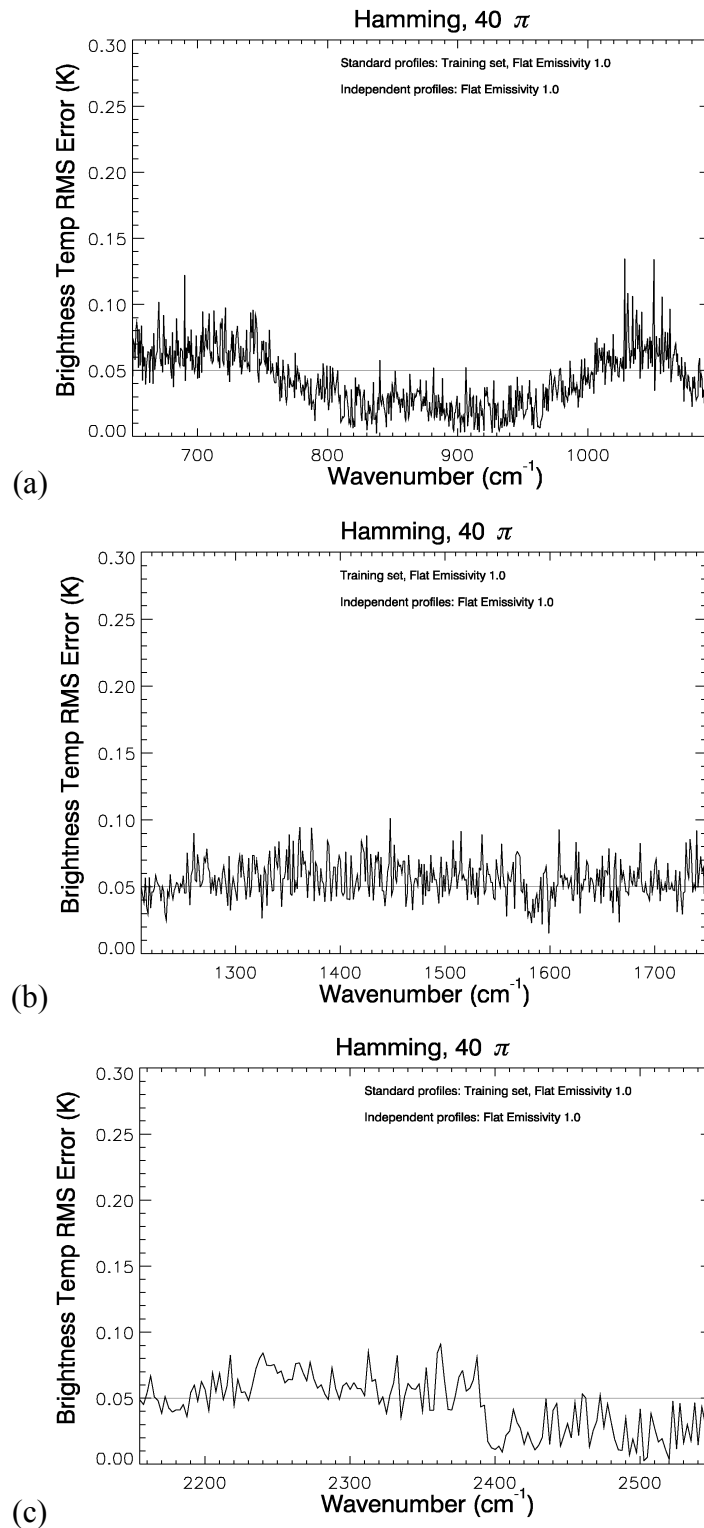 Hamming, 40 π
Brightness Temp RMS Error (K)
0.30
0.25
0.20
0.15
0.10
0.05
0.00
Standard profiles: Training set, Flat Emissivity 1.0
Independent profiles: Flat Emissivity 1.0
700 800 900 1000
Wavenumber (cm⁻¹)
(a)
Hamming, 40 π
Brightness Temp RMS Error (K)
0.30
0.25
0.20
0.15
0.10
0.05
0.00
Training set, Flat Emissivity 1.0
Independent profiles: Flat Emissivity 1.0
1300 1400 1500 1600 1700
Wavenumber (cm⁻¹)
(b)
Hamming, 40 π
Brightness Temp RMS Error (K)
0.30
0.25
0.20
0.15
0.10
0.05
0.00
Standard profiles: Training set, Flat Emissivity 1.0
Independent profiles: Flat Emissivity 1.0
2200 2300 2400 2500
Wavenumber (cm⁻¹)
(c)